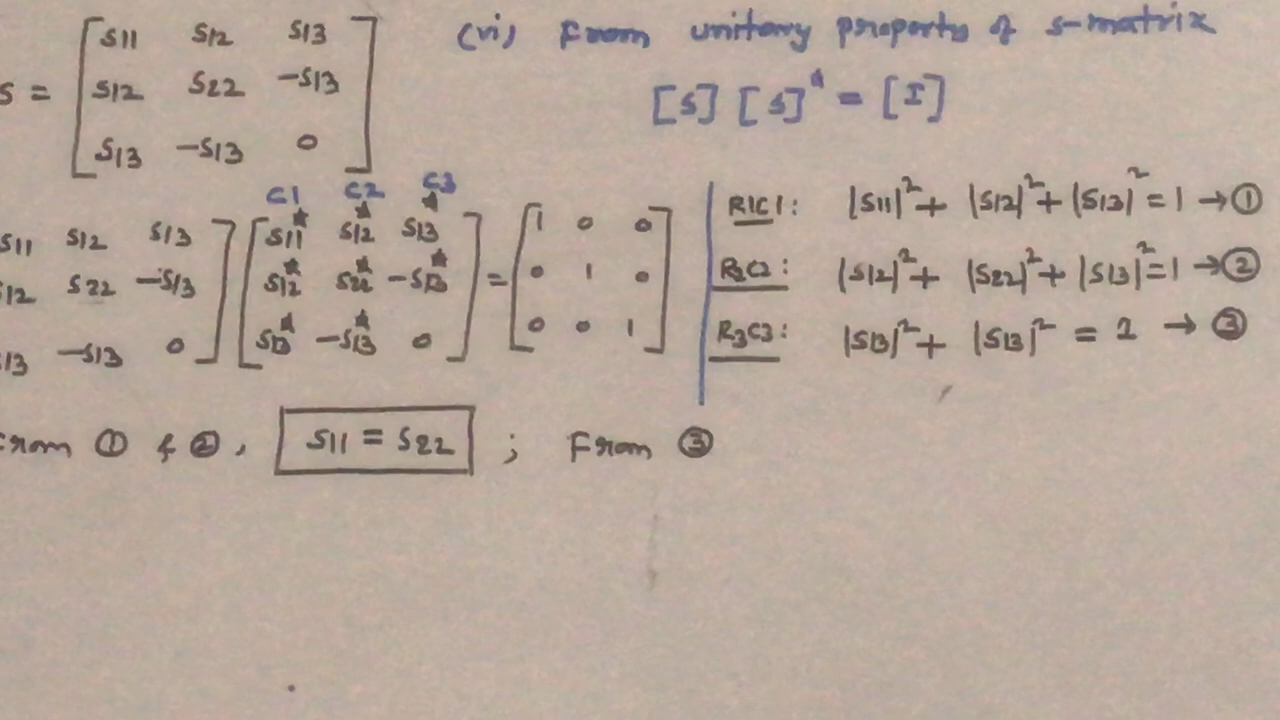 S = [ S11 S12 S13
S12 S22 -S13
S13 -S13 0 ]
(vi) From unitary property of s-matrix
[S] [S]* = [I]
C1 C2 C3
S11 S12 S13 ] [ S11* S12* S13* ] = [ 1 0 0 ]
S12 S22 -S13 ] [ S12* S22* -S13* ] = [ 0 1 0 ]
S13 -S13 0 ] [ S13* -S13* 0 ] = [ 0 0 1 ]
R1C1: |S11|² + |S12|² + |S13|² = 1 → ①
R2C2: |S12|² + |S22|² + |S13|² = 1 → ②
R3C3: |S13|² + |S13|² = 1 → ③
From ① & ②, S11 = S22 ; From ③